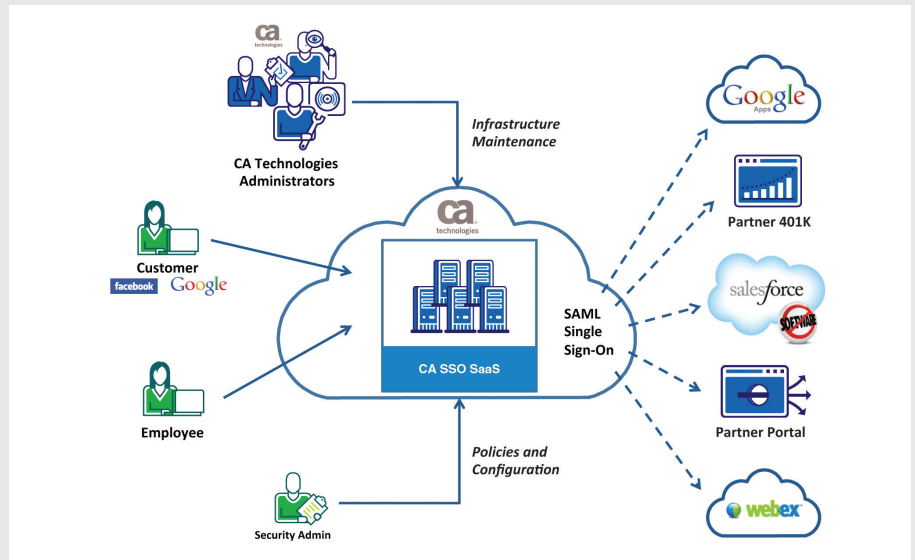 ca
technologies
CA Technologies
Administrators
Infrastructure
Maintenance
Google
Apps
Partner 401K
ca
technologies
Customer
facebook Google
SAML
Single
Sign-On
salesforce
SOFTWARE
CA SSO SaaS
Employee
Partner Portal
Policies and
Configuration
Security Admin
webex